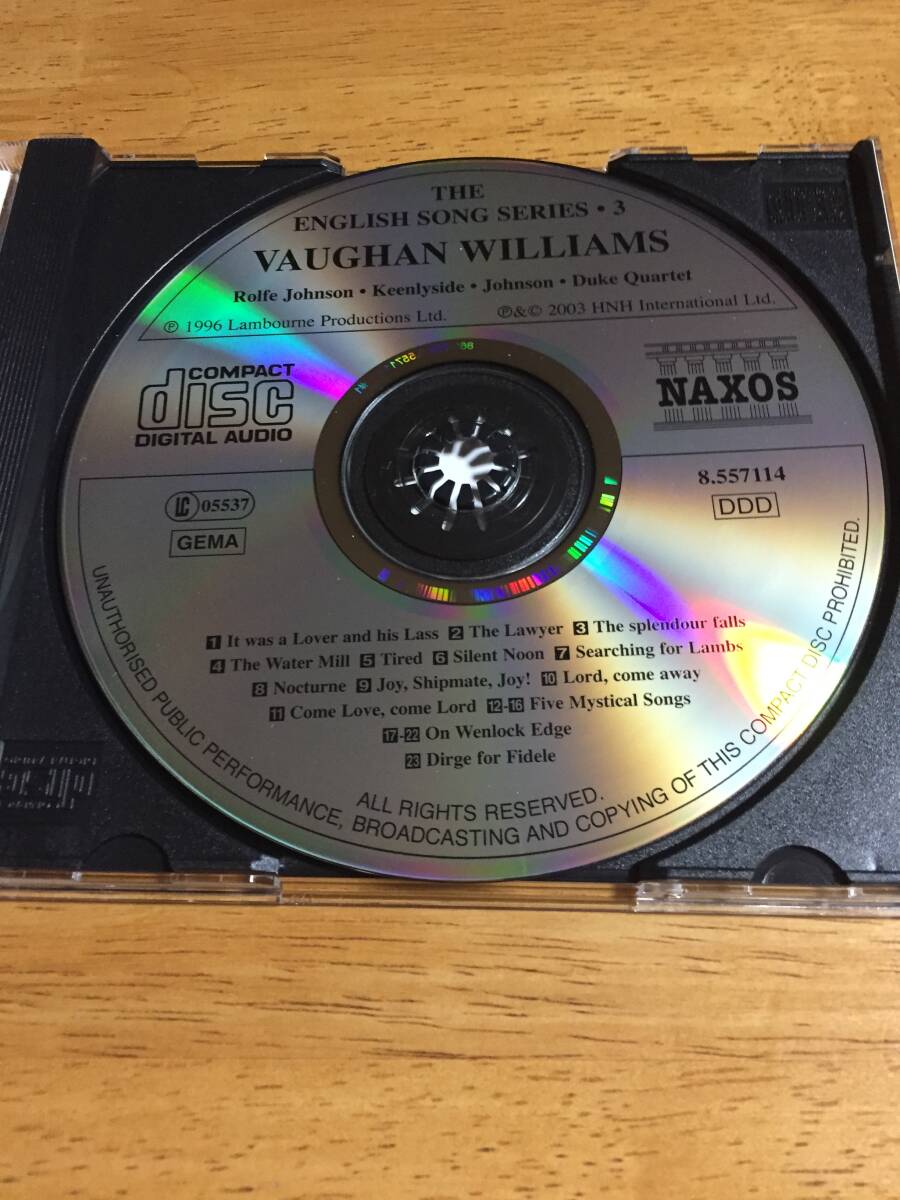 THE
ENGLISH SONG SERIES • 3
VAUGHAN WILLIAMS
Rolfe Johnson • Keenlyside • Johnson • Duke Quartet
℗ 1996 Lambourne Productions Ltd.
℗&© 2003 HNH International Ltd.
COMPACT
disc
DIGITAL AUDIO
NAXOS
8.557114
DDD
LC 05537
GEMA
1 It was a Lover and his Lass 2 The Lawyer 3 The splendour falls
4 The Water Mill 5 Tired 6 Silent Noon 7 Searching for Lambs
8 Nocturne 9 Joy, Shipmate, Joy! 10 Lord, come away
11 Come Love, come Lord 12-16 Five Mystical Songs
17-22 On Wenlock Edge
23 Dirge for Fidele
ALL RIGHTS RESERVED.
UNAUTHORISED PUBLIC PERFORMANCE, BROADCASTING AND COPYING OF THIS COMPACT DISC PROHIBITED.